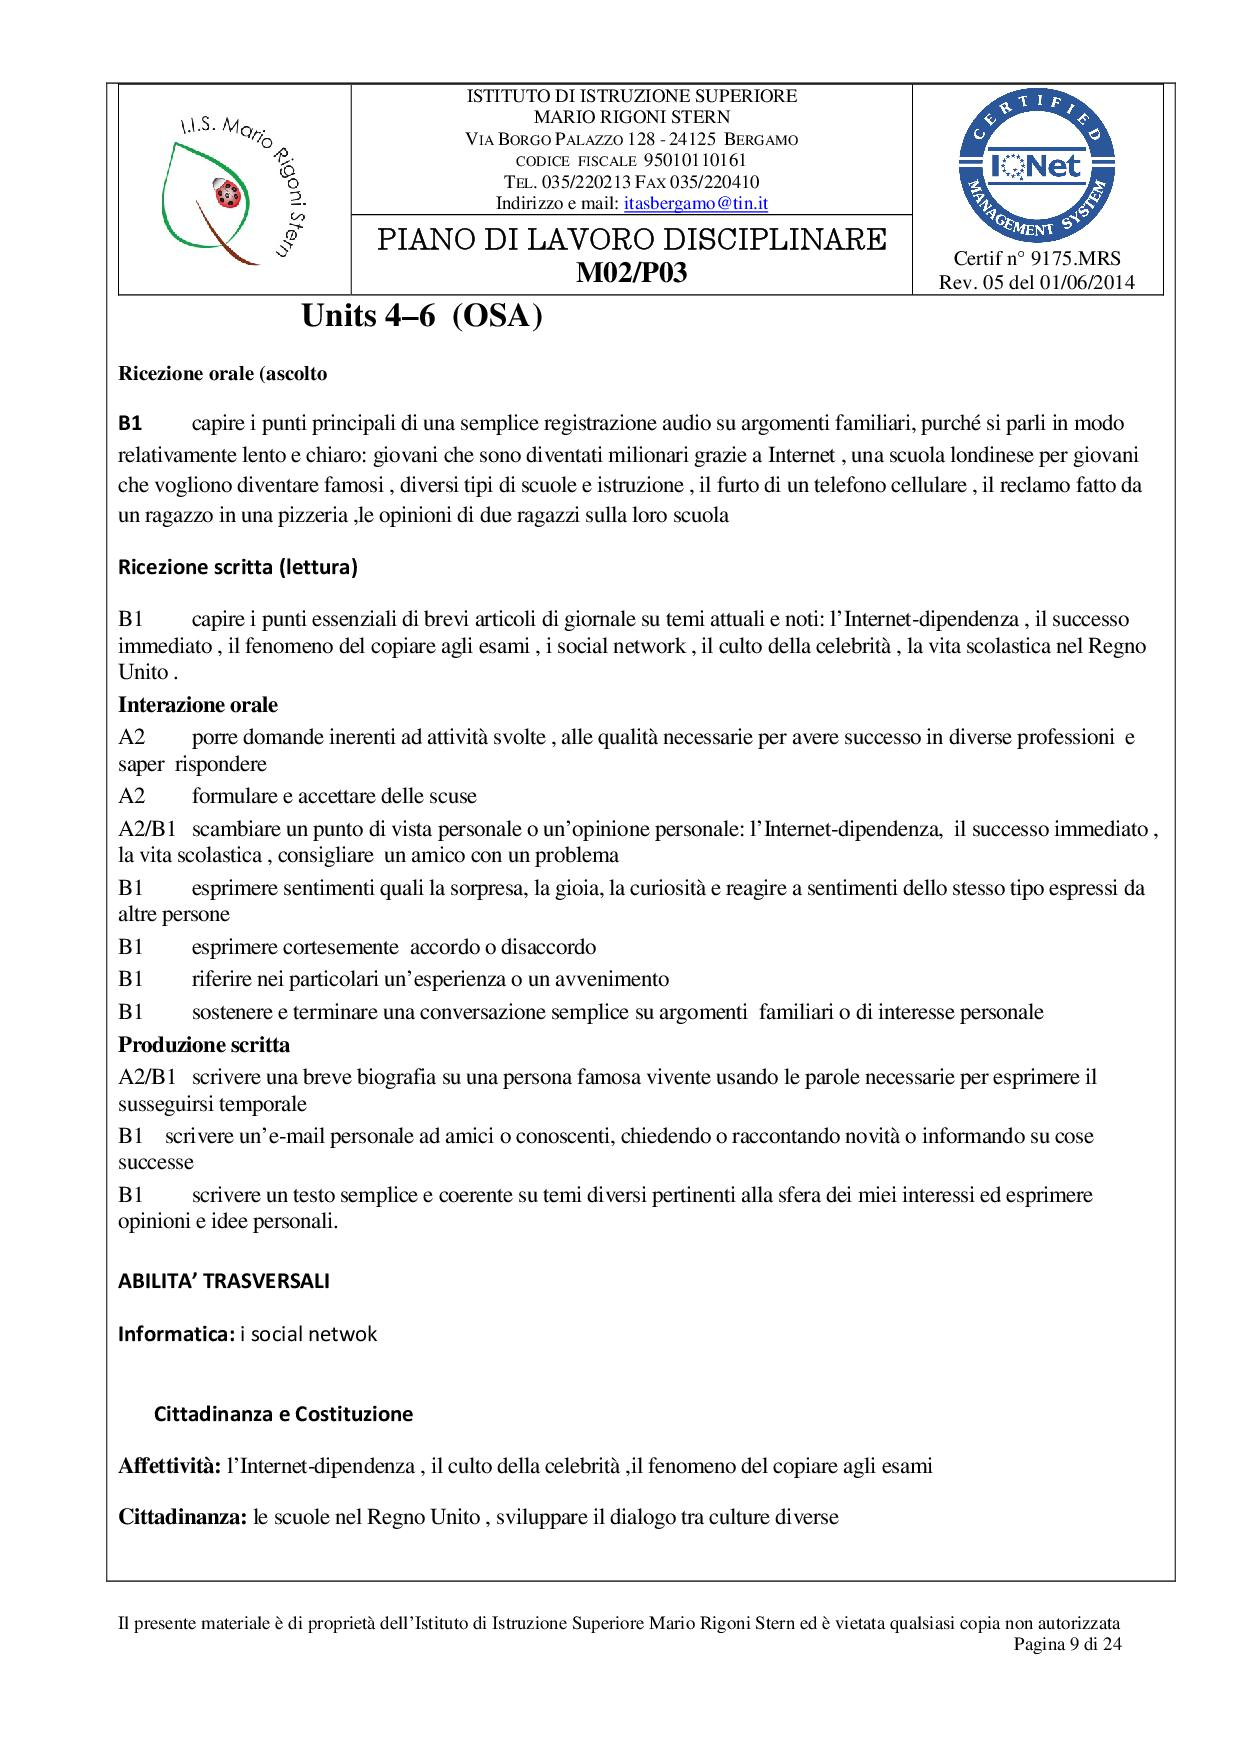 I.I.S. Mario Rigoni Stern
ISTITUTO DI ISTRUZIONE SUPERIORE
MARIO RIGONI STERN
VIA BORGO PALAZZO 128 - 24125 BERGAMO
CODICE FISCALE 95010110161
TEL. 035/220213 FAX 035/220410
Indirizzo e mail: itasbergamo@tin.it
PIANO DI LAVORO DISCIPLINARE
M02/P03
CERTIFIED
IQNet
MANAGEMENT SYSTEM
Certif n° 9175.MRS
Rev. 05 del 01/06/2014
Units 4–6 (OSA)
Ricezione orale (ascolto
B1 capire i punti principali di una semplice registrazione audio su argomenti familiari, purché si parli in modo
relativamente lento e chiaro: giovani che sono diventati milionari grazie a Internet , una scuola londinese per giovani
che vogliono diventare famosi , diversi tipi di scuole e istruzione , il furto di un telefono cellulare , il reclamo fatto da
un ragazzo in una pizzeria ,le opinioni di due ragazzi sulla loro scuola
Ricezione scritta (lettura)
B1 capire i punti essenziali di brevi articoli di giornale su temi attuali e noti: l’Internet-dipendenza , il successo
immediato , il fenomeno del copiare agli esami , i social network , il culto della celebrità , la vita scolastica nel Regno
Unito .
Interazione orale
A2 porre domande inerenti ad attività svolte , alle qualità necessarie per avere successo in diverse professioni e
saper rispondere
A2 formulare e accettare delle scuse
A2/B1 scambiare un punto di vista personale o un’opinione personale: l’Internet-dipendenza, il successo immediato ,
la vita scolastica , consigliare un amico con un problema
B1 esprimere sentimenti quali la sorpresa, la gioia, la curiosità e reagire a sentimenti dello stesso tipo espressi da
altre persone
B1 esprimere cortesemente accordo o disaccordo
B1 riferire nei particolari un’esperienza o un avvenimento
B1 sostenere e terminare una conversazione semplice su argomenti familiari o di interesse personale
Produzione scritta
A2/B1 scrivere una breve biografia su una persona famosa vivente usando le parole necessarie per esprimere il
susseguirsi temporale
B1 scrivere un’e-mail personale ad amici o conoscenti, chiedendo o raccontando novità o informando su cose
successe
B1 scrivere un testo semplice e coerente su temi diversi pertinenti alla sfera dei miei interessi ed esprimere
opinioni e idee personali.
ABILITA’ TRASVERSALI
Informatica: i social netwok
Cittadinanza e Costituzione
Affettività: l’Internet-dipendenza , il culto della celebrità ,il fenomeno del copiare agli esami
Cittadinanza: le scuole nel Regno Unito , sviluppare il dialogo tra culture diverse
Il presente materiale è di proprietà dell’Istituto di Istruzione Superiore Mario Rigoni Stern ed è vietata qualsiasi copia non autorizzata
Pagina 9 di 24